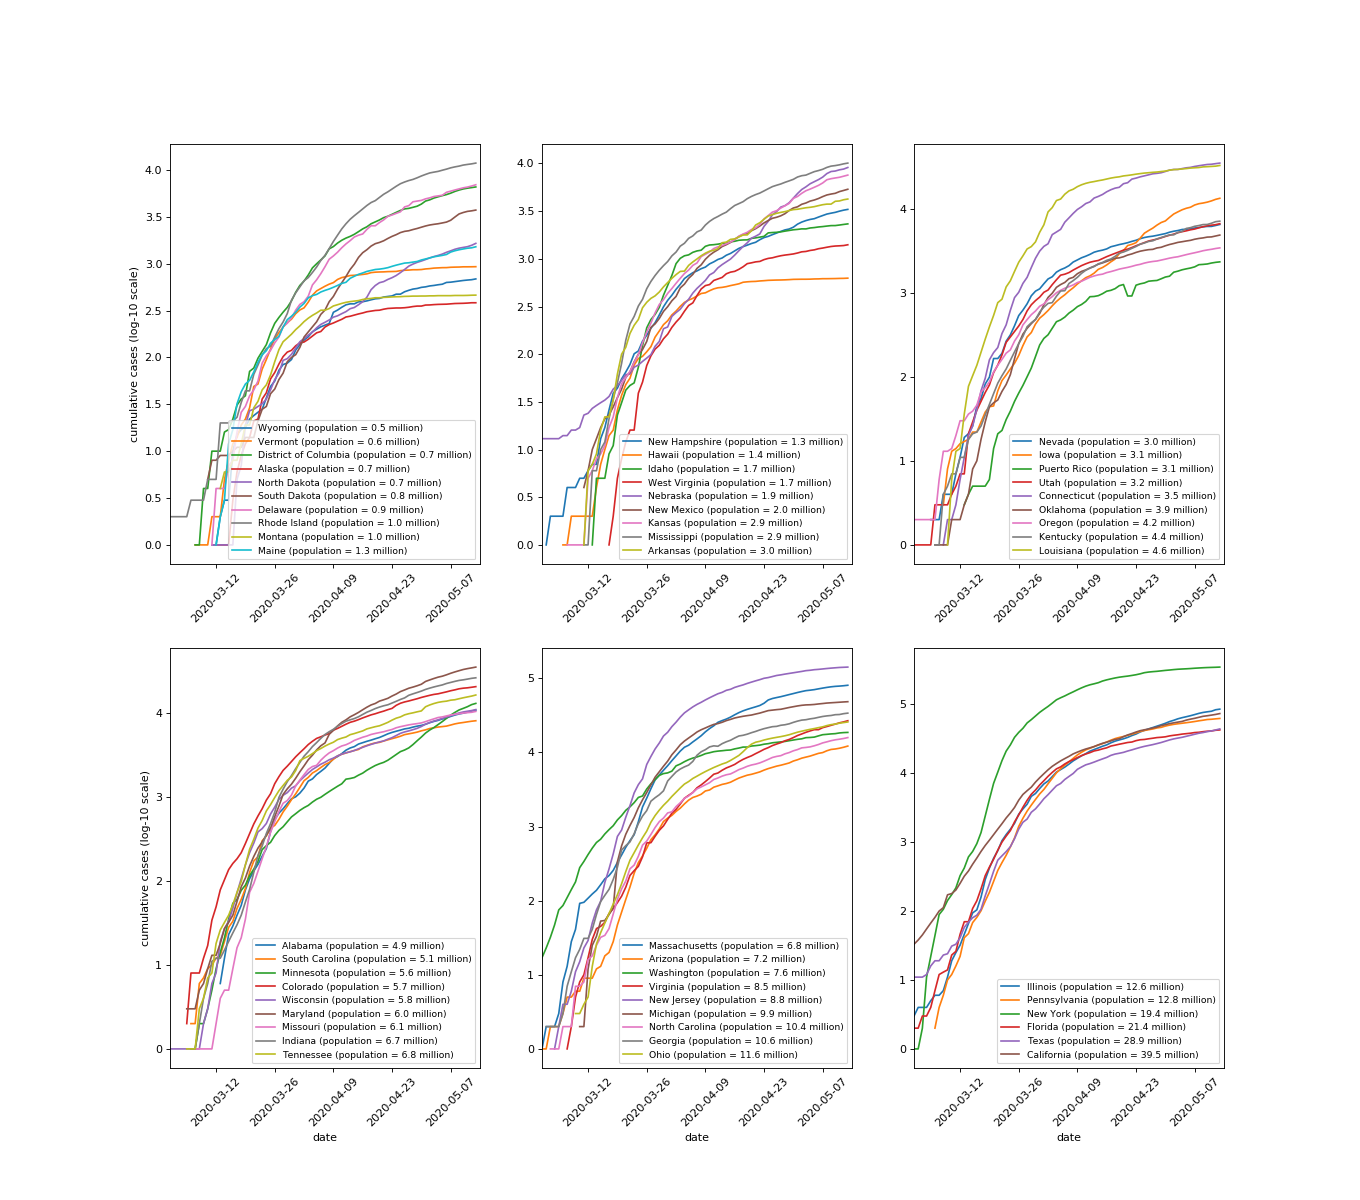 cumulative cases (log-10 scale)
4.0
3.5
3.0
2.5
2.0
1.5
1.0
0.5
0.0
Wyoming (population = 0.5 million)
Vermont (population = 0.6 million)
District of Columbia (population = 0.7 million)
Alaska (population = 0.7 million)
North Dakota (population = 0.7 million)
South Dakota (population = 0.8 million)
Delaware (population = 0.9 million)
Rhode Island (population = 1.0 million)
Montana (population = 1.0 million)
Maine (population = 1.3 million)
2020-03-12
2020-03-26
2020-04-09
2020-04-23
2020-05-07
4.0
3.5
3.0
2.5
2.0
1.5
1.0
0.5
0.0
New Hampshire (population = 1.3 million)
Hawaii (population = 1.4 million)
Idaho (population = 1.7 million)
West Virginia (population = 1.7 million)
Nebraska (population = 1.9 million)
New Mexico (population = 2.0 million)
Kansas (population = 2.9 million)
Mississippi (population = 2.9 million)
Arkansas (population = 3.0 million)
2020-03-12
2020-03-26
2020-04-09
2020-04-23
2020-05-07
4
3
2
1
0
Nevada (population = 3.0 million)
Iowa (population = 3.1 million)
Puerto Rico (population = 3.1 million)
Utah (population = 3.2 million)
Connecticut (population = 3.5 million)
Oklahoma (population = 3.9 million)
Oregon (population = 4.2 million)
Kentucky (population = 4.4 million)
Louisiana (population = 4.6 million)
2020-03-12
2020-03-26
2020-04-09
2020-04-23
2020-05-07
cumulative cases (log-10 scale)
4
3
2
1
0
Alabama (population = 4.9 million)
South Carolina (population = 5.1 million)
Minnesota (population = 5.6 million)
Colorado (population = 5.7 million)
Wisconsin (population = 5.8 million)
Maryland (population = 6.0 million)
Missouri (population = 6.1 million)
Indiana (population = 6.7 million)
Tennessee (population = 6.8 million)
2020-03-12
2020-03-26
2020-04-09
2020-04-23
2020-05-07
date
5
4
3
2
1
0
Massachusetts (population = 6.8 million)
Arizona (population = 7.2 million)
Washington (population = 7.6 million)
Virginia (population = 8.5 million)
New Jersey (population = 8.8 million)
Michigan (population = 9.9 million)
North Carolina (population = 10.4 million)
Georgia (population = 10.6 million)
Ohio (population = 11.6 million)
2020-03-12
2020-03-26
2020-04-09
2020-04-23
2020-05-07
date
5
4
3
2
1
0
Illinois (population = 12.6 million)
Pennsylvania (population = 12.8 million)
New York (population = 19.4 million)
Florida (population = 21.4 million)
Texas (population = 28.9 million)
California (population = 39.5 million)
2020-03-12
2020-03-26
2020-04-09
2020-04-23
2020-05-07
date